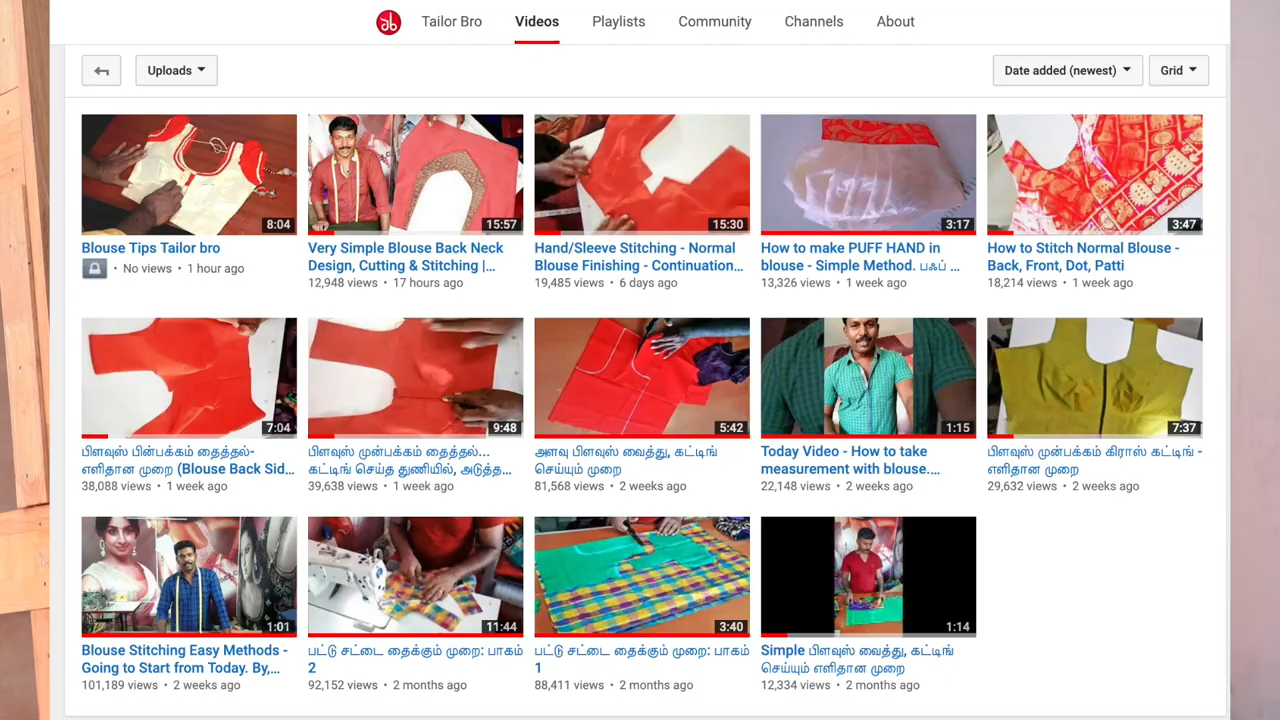 Tailor Bro
Videos
Playlists
Community
Channels
About
Uploads
Date added (newest)
Grid
8:04
Blouse Tips Tailor bro
• No views • 1 hour ago
15:57
Very Simple Blouse Back Neck
Design, Cutting & Stitching |...
12,948 views • 17 hours ago
15:30
Hand/Sleeve Stitching - Normal
Blouse Finishing - Continuation...
19,485 views • 6 days ago
3:17
How to make PUFF HAND in
blouse - Simple Method. பஃப் ...
13,326 views • 1 week ago
3:47
How to Stitch Normal Blouse -
Back, Front, Dot, Patti
18,214 views • 1 week ago
7:04
பிளவுஸ் பின்பக்கம் தைத்தல்-
எளிதான முறை (Blouse Back Sid...
38,088 views • 1 week ago
9:48
பிளவுஸ் முன்பக்கம் தைத்தல்...
கட்டிங் செய்த துணியில், அடுத்த...
39,638 views • 1 week ago
5:42
அளவு பிளவுஸ் வைத்து, கட்டிங்
செய்யும் முறை
81,568 views • 2 weeks ago
1:15
Today Video - How to take
measurement with blouse....
22,148 views • 2 weeks ago
7:37
பிளவுஸ் முன்பக்கம் கிராஸ் கட்டிங் -
எளிதான முறை
29,632 views • 2 weeks ago
1:01
Blouse Stitching Easy Methods -
Going to Start from Today. By,...
101,189 views • 2 weeks ago
11:44
பட்டு சட்டை தைக்கும் முறை: பாகம்
2
92,152 views • 2 months ago
3:40
பட்டு சட்டை தைக்கும் முறை: பாகம்
1
88,411 views • 2 months ago
1:14
Simple பிளவுஸ் வைத்து, கட்டிங்
செய்யும் எளிதான முறை
12,334 views • 2 months ago